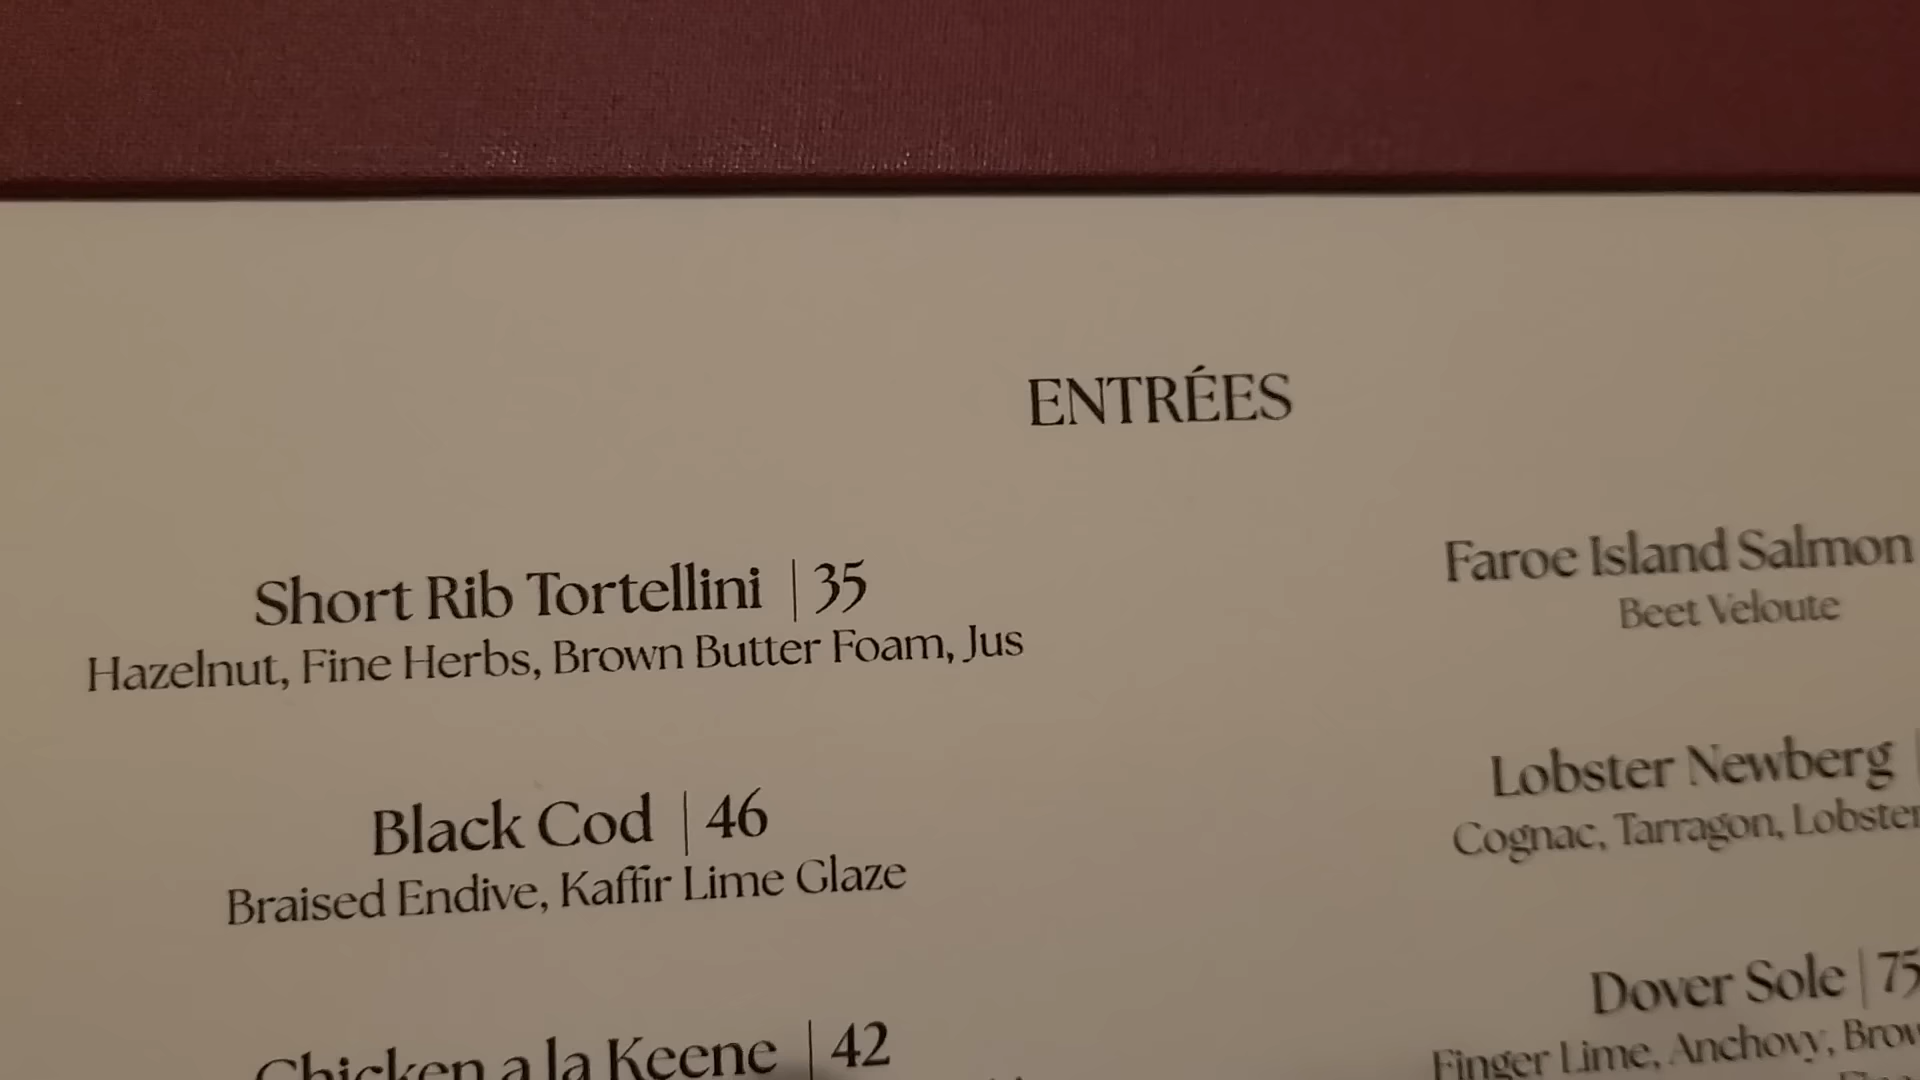 ENTRÉES
Short Rib Tortellini | 35
Hazelnut, Fine Herbs, Brown Butter Foam, Jus
Black Cod | 46
Braised Endive, Kaffir Lime Glaze
Chicken a la Keene | 42
Faroe Island Salmon
Beet Veloute
Lobster Newberg |
Cognac, Tarragon, Lobster
Dover Sole | 75
Finger Lime, Anchovy,